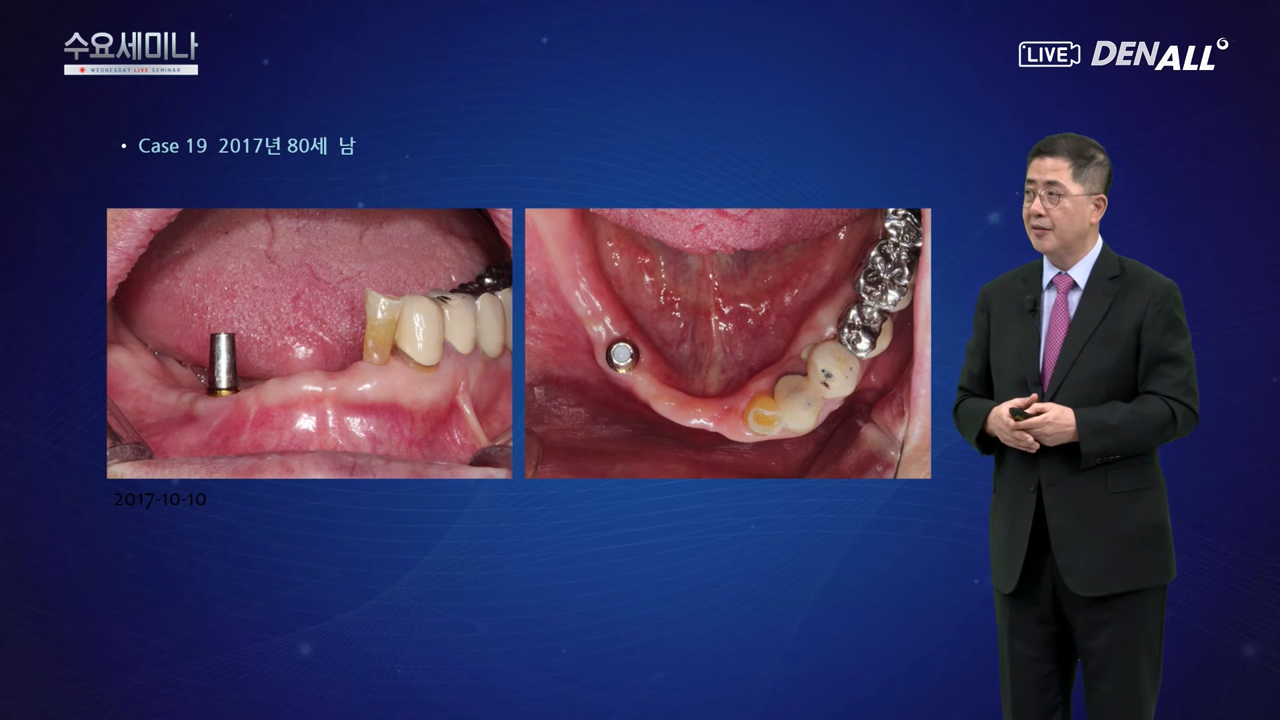 수요세미나
WEDNESDAY LIVE SEMINAR
LIVE DENALL
• Case 19 2017년 80세 남
2017-10-10